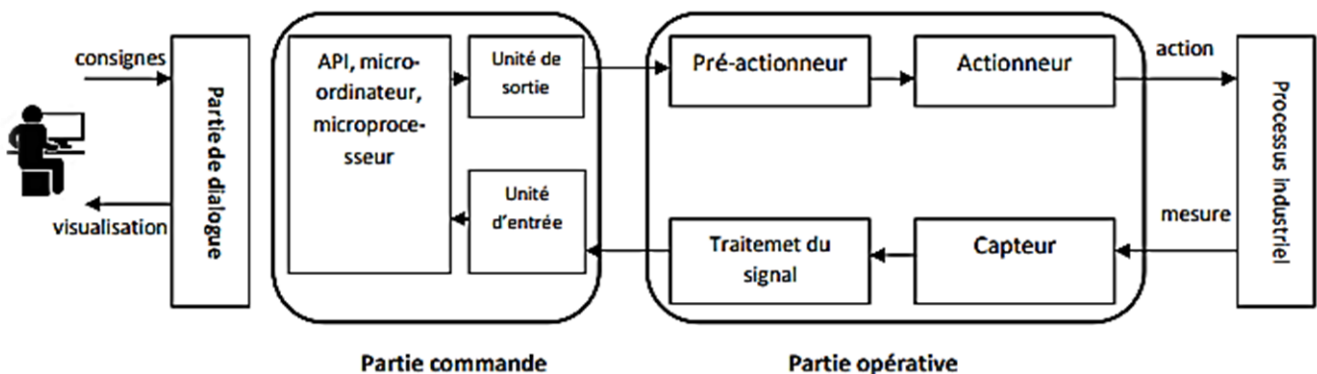 consignes
visualisation
Partie de dialogue
API, micro-
ordinateur,
microproce-
sseur
Unité de
sortie
Unité
d'entrée
Partie commande
Pré-actionneur
Actionneur
Traitemet du
signal
Capteur
Partie opérative
action
mesure
Processus industriel